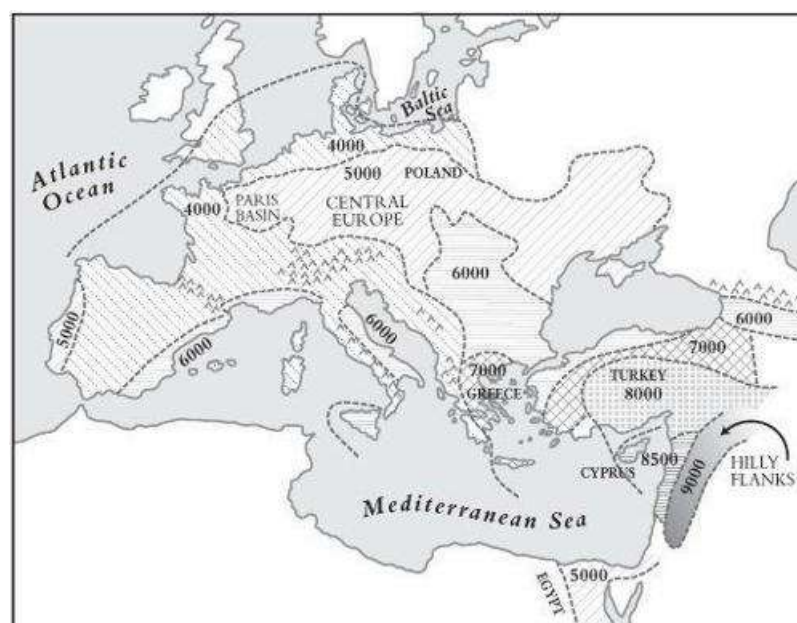 Baltic
Sea
4000
5000
POLAND
Atlantic
Ocean
4000
PARIS
BASIN
CENTRAL
EUROPE
6000
5000
6000
6000
6000
7000
7000
GREECE
TURKEY
8000
CYPRUS
8500
9000
HILLY
FLANKS
Mediterranean Sea
5000
EGYPT